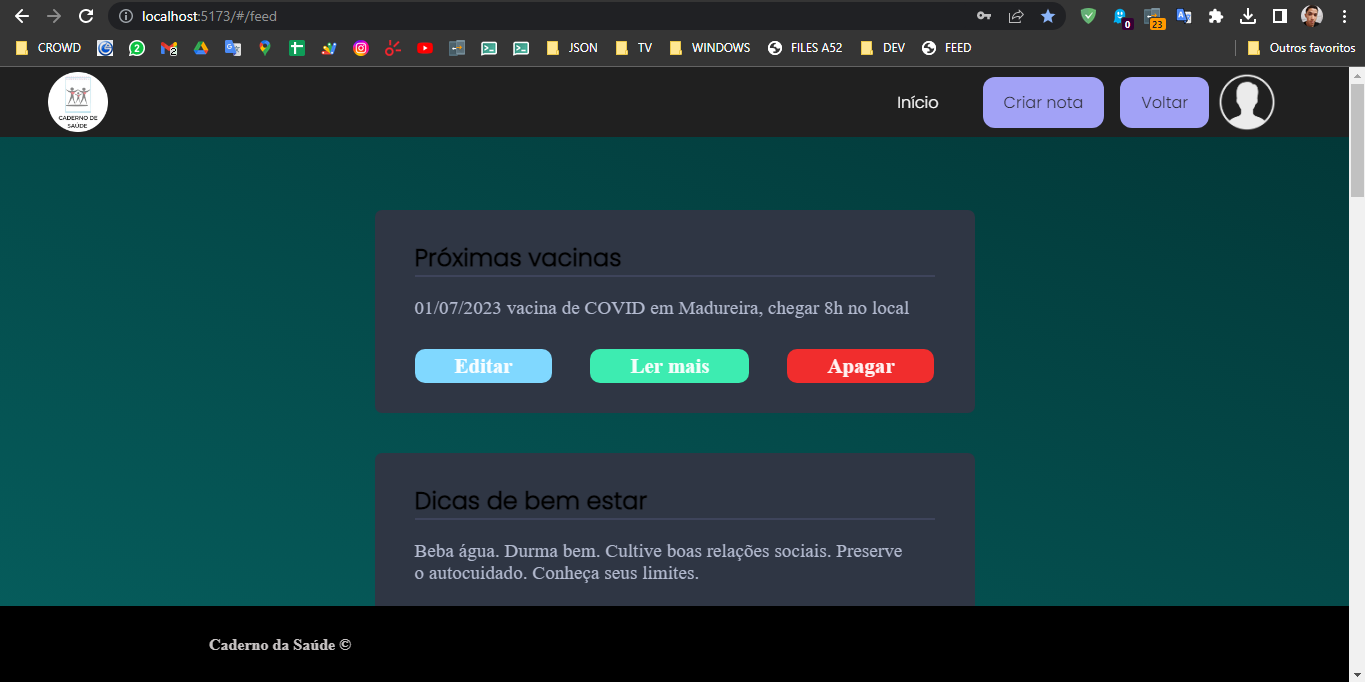 localhost:5173/#/feed
0
23
CROWD
2
2
JSON
TV
WINDOWS
FILES A52
DEV
FEED
Outros favoritos
CADERNO DE
SAÚDE
Início
Criar nota
Voltar
Próximas vacinas
01/07/2023 vacina de COVID em Madureira, chegar 8h no local
Editar
Ler mais
Apagar
Dicas de bem estar
Beba água. Durma bem. Cultive boas relações sociais. Preserve
o autocuidado. Conheça seus limites.
Caderno da Saúde ©